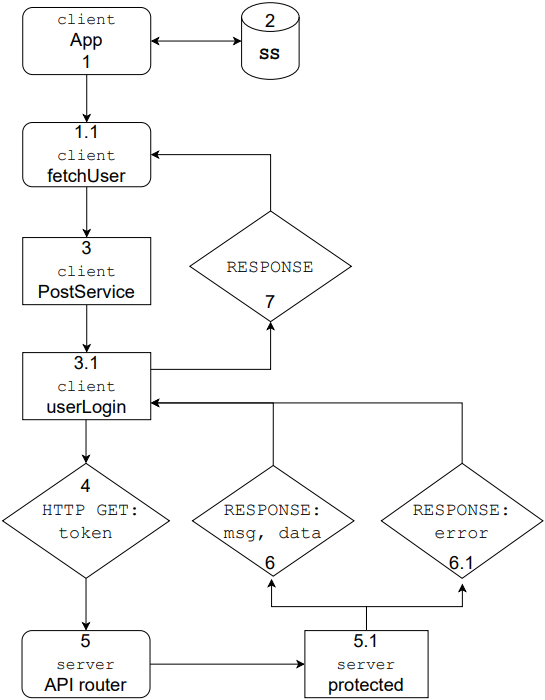 client
App
1
2
ss
1.1
client
fetchUser
3
client
PostService
RESPONSE
7
3.1
client
userLogin
4
HTTP GET:
token
RESPONSE:
msg, data
6
RESPONSE:
error
6.1
5
server
API router
5.1
server
protected